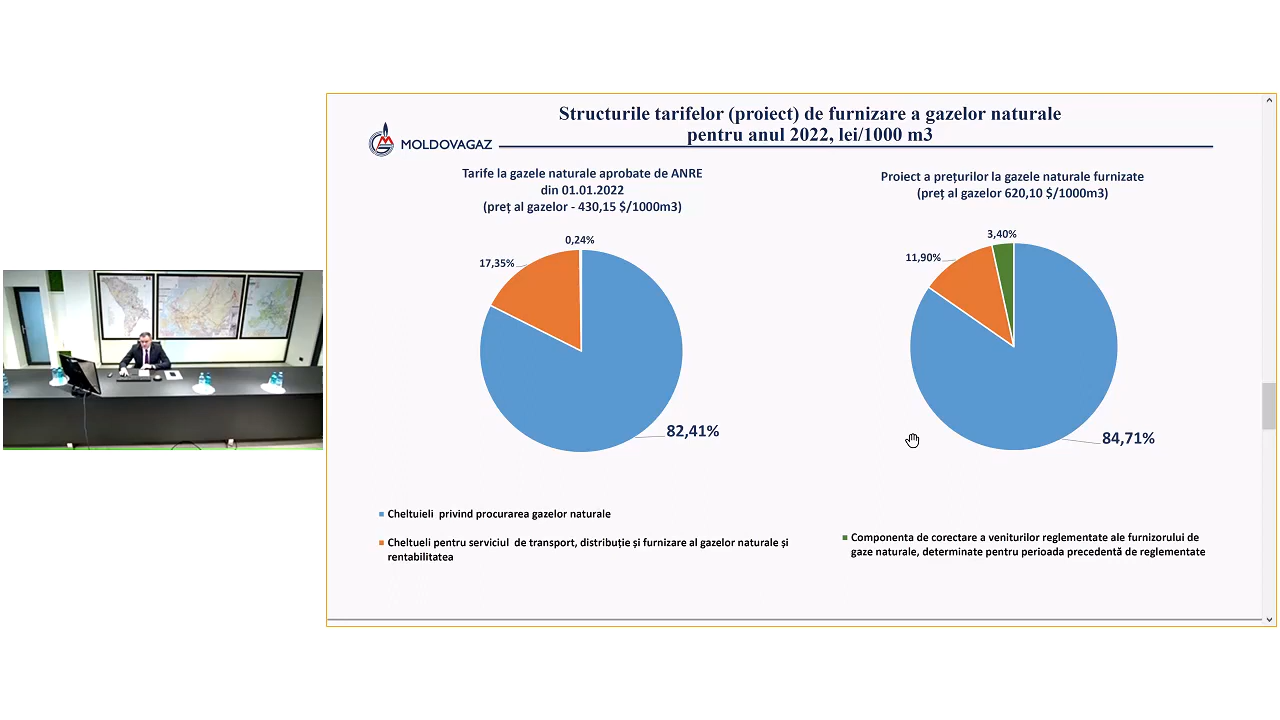 Structurile tarifelor (proiect) de furnizare a gazelor naturale
pentru anul 2022, lei/1000 m3
MOLDOVAGAZ
Tarife la gazele naturale aprobate de ANRE
din 01.01.2022
(preț al gazelor - 430,15 $/1000m3)
0,24%
17,35%
82,41%
Proiect a prețurilor la gazele naturale furnizate
(preț al gazelor 620,10 $/1000m3)
3,40%
11,90%
84,71%
Cheltuieli privind procurarea gazelor naturale
Cheltueli pentru serviciul de transport, distribuție și furnizare al gazelor naturale și
rentabilitatea
Componenta de corectare a veniturilor reglementate ale furnizorului de
gaze naturale, determinate pentru perioada precedentă de reglementate